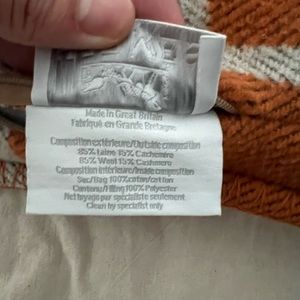 Made in Great Britain
Fabriqué en Grande Bretagne
Composition extérieure/Outside composition
85% Laine 15% Cachemire
85% Wool 15% Cashmere
Composition intérieure/Inside composition
Sac/Bag 100% coton/cotton
Contenu/Filling 100% Polyester
Nettoyage par spécialiste seulement
Clean by specialist only